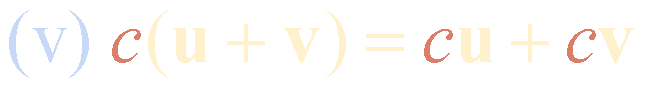 (v) c(u + v) = cu + cv